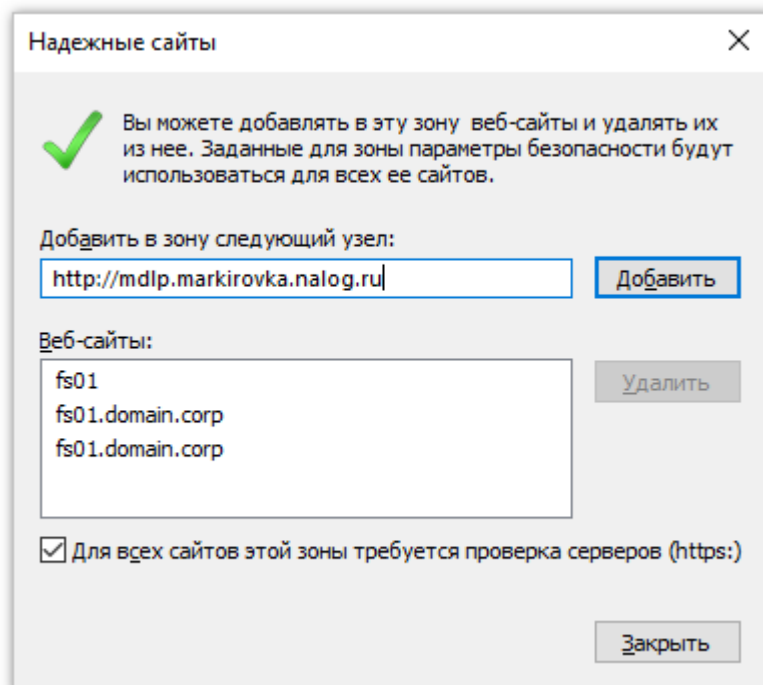 Надежные сайты
Вы можете добавлять в эту зону веб-сайты и удалять их
из нее. Заданные для зоны параметры безопасности будут
использоваться для всех ее сайтов.
Добавить в зону следующий узел:
http://mdlp.markirovka.nalog.ru
Добавить
Веб-сайты:
fs01
Удалить
fs01.domain.corp
fs01.domain.corp
Для всех сайтов этой зоны требуется проверка серверов (https:)
Закрыть